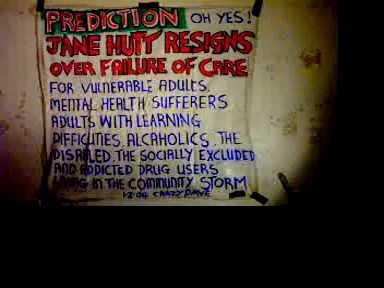 PREDICTION OH YES!
JANE HUTT RESIGNS
OVER FAILURE OF CARE
FOR VULNERABLE ADULTS.
MENTAL HEALTH SUFFERERS
ADULTS WITH LEARNING
DIFFICULTIES. ALCAHOLICS. THE
DISABLED. THE SOCIALLY EXCLUDED
AND ADDICTED DRUG USERS
LIVING IN THE COMMUNITY STORM
CRAZY DAVE